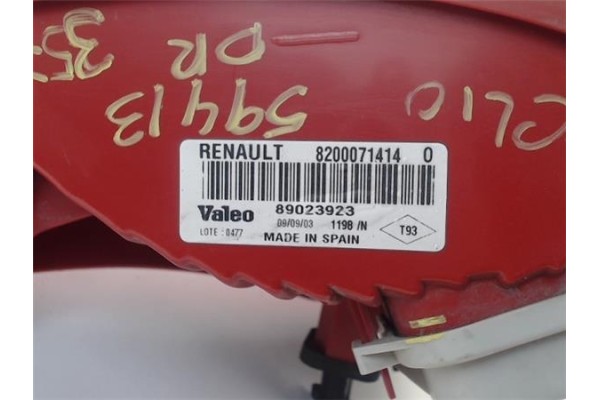 35
DR
59413
CLIO
RENAULT 8200071414 0
Valeo 89023923
LOTE : 8477 09/09/03 1198 /N T93
MADE IN SPAIN